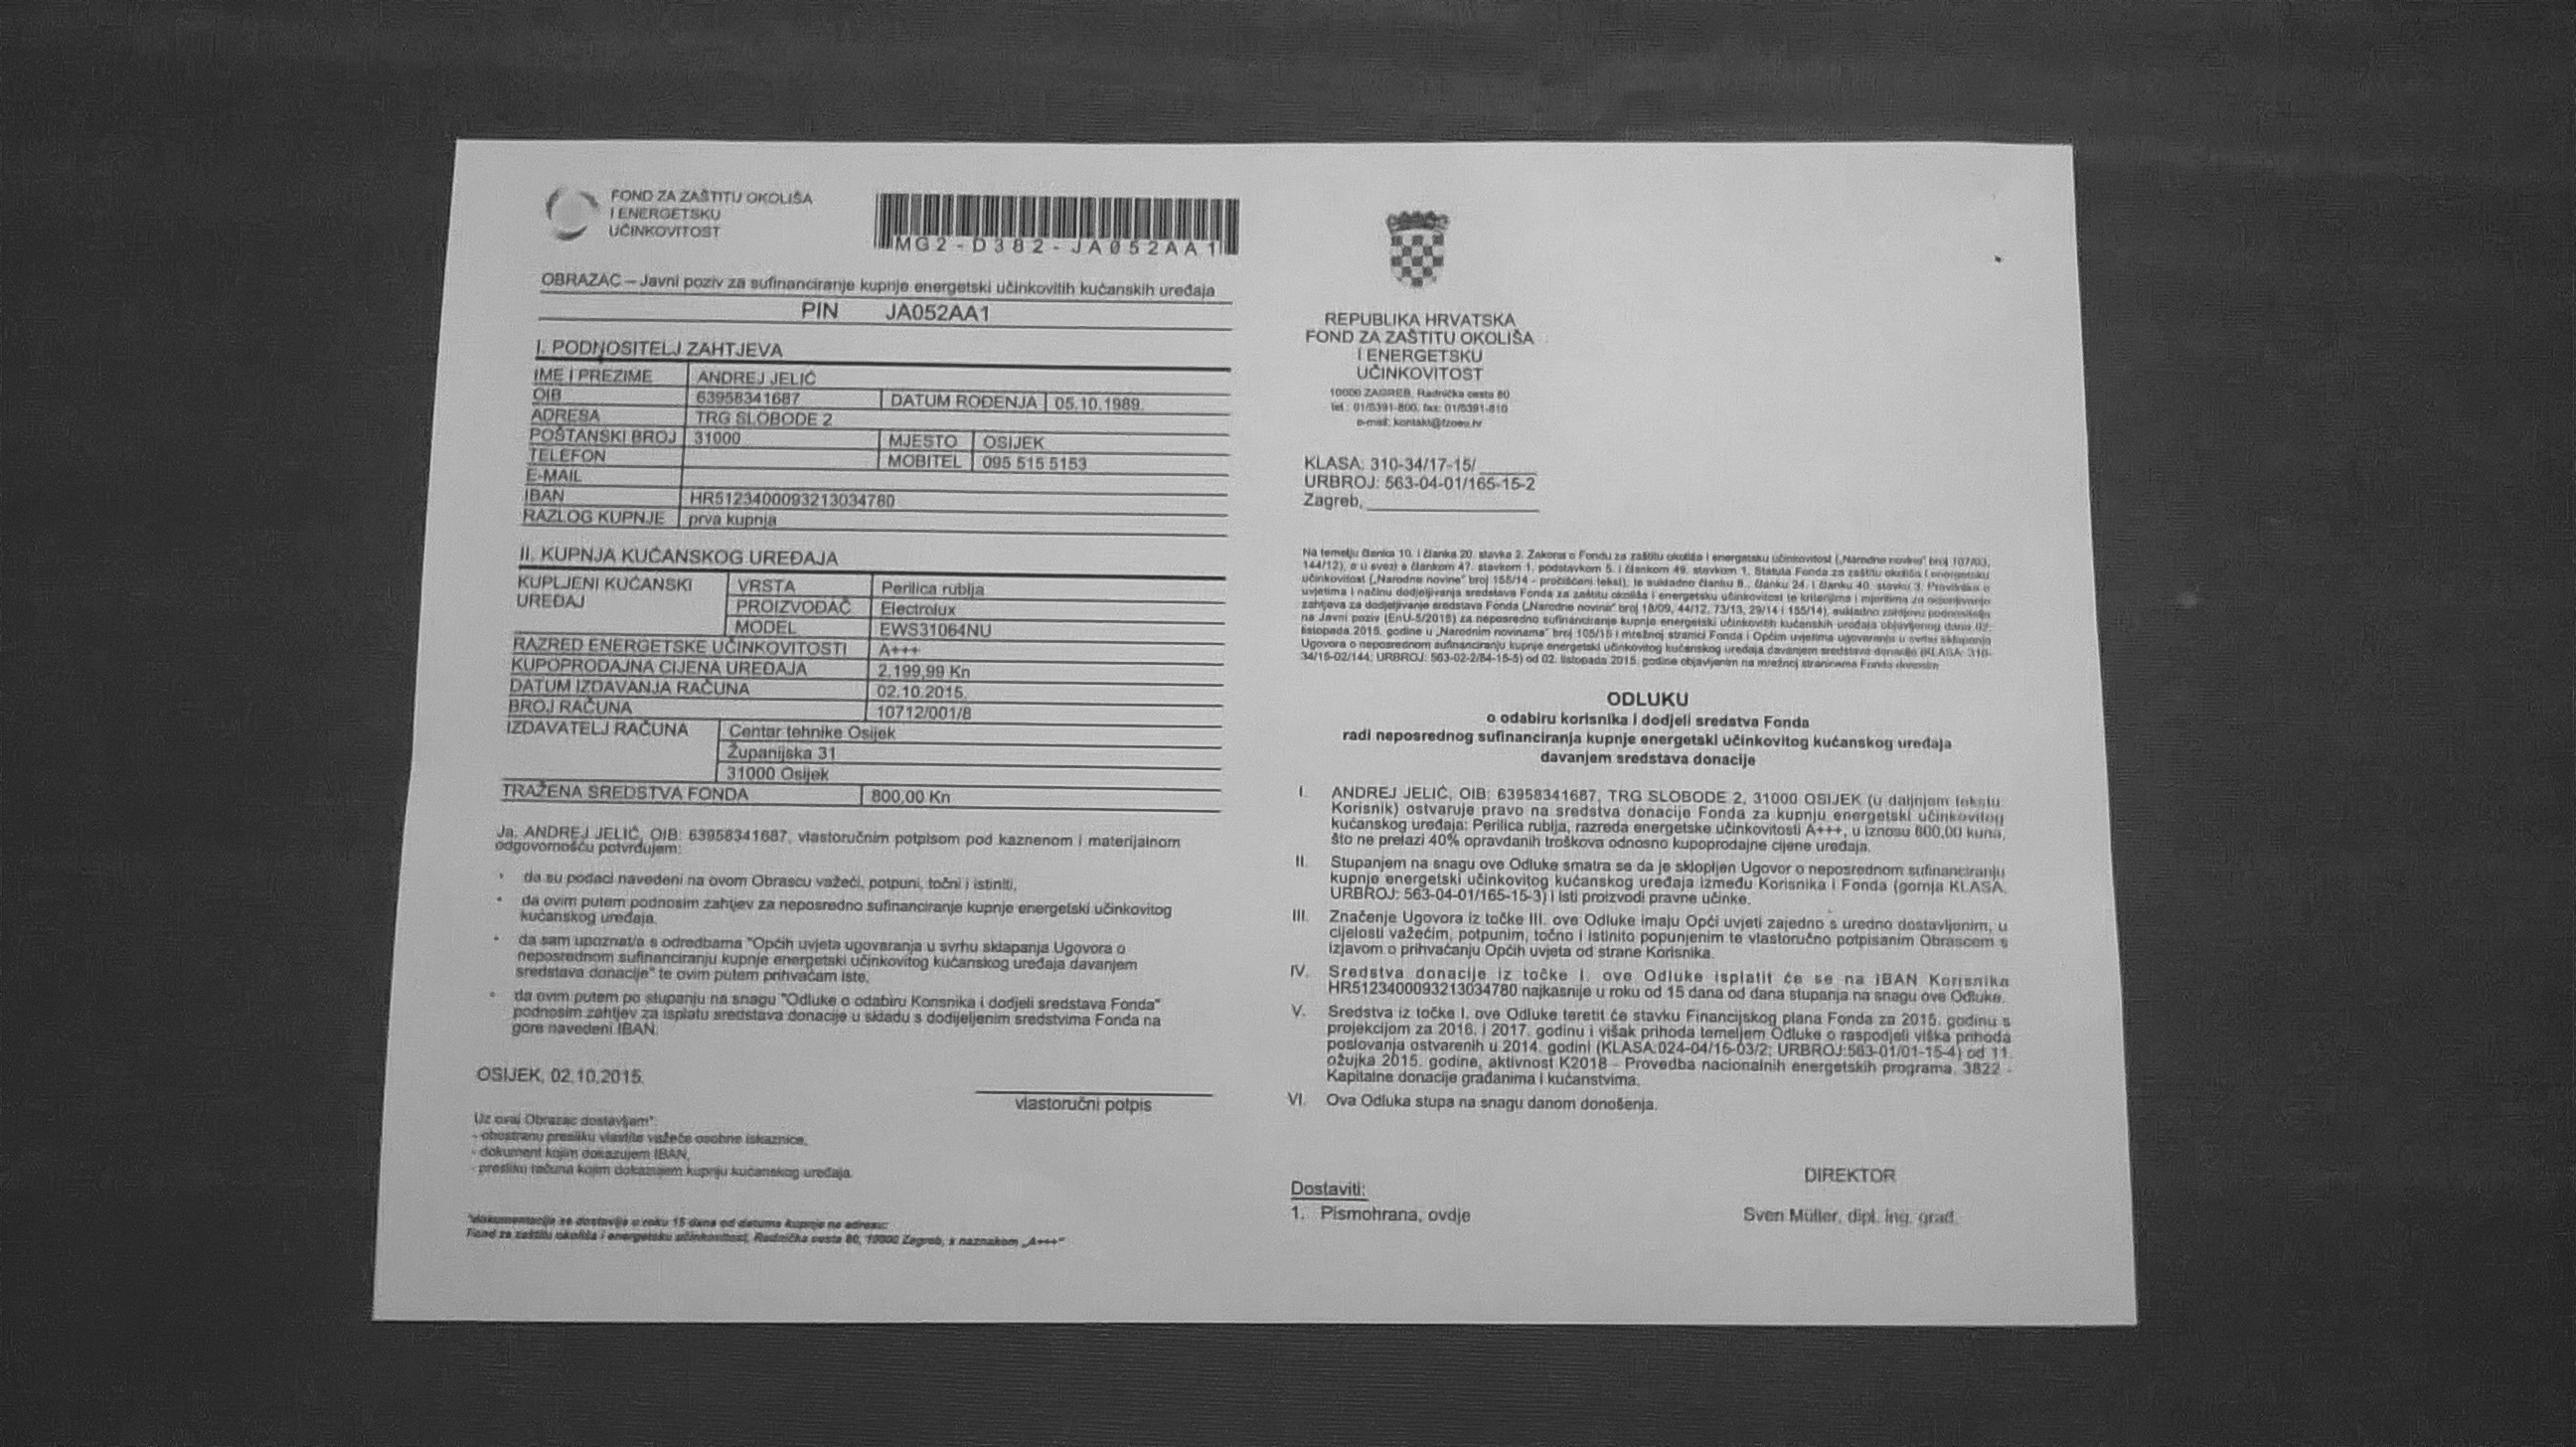 FOND ZA ZAŠTITU OKOLIŠA
I ENERGETSKU
UČINKOVITOST
MG2-D382-JA052AA1
OBRAZAC – Javni poziv za sufinanciranje kupnje energetski učinkovitih kućanskih uređaja
PIN JA052AA1
I. PODNOSITELJ ZAHTJEVA
IME I PREZIME ANDREJ JELIĆ
OIB 63958341687 DATUM ROĐENJA 05.10.1989.
ADRESA TRG SLOBODE 2
POŠTANSKI BROJ 31000 MJESTO OSIJEK
TELEFON MOBITEL 095 515 5153
E-MAIL
IBAN HR5123400093213034780
RAZLOG KUPNJE prva kupnja
II. KUPNJA KUĆANSKOG UREĐAJA
KUPLJENI KUĆANSKI VRSTA Perilica rublja
UREĐAJ PROIZVOĐAČ Electrolux
MODEL EWS31064NU
RAZRED ENERGETSKE UČINKOVITOSTI A+++
KUPOPRODAJNA CIJENA UREĐAJA 2.199,99 Kn
DATUM IZDAVANJA RAČUNA 02.10.2015.
BROJ RAČUNA 10712/001/8
IZDAVATELJ RAČUNA Centar tehnike Osijek
Županijska 31
31000 Osijek
TRAŽENA SREDSTVA FONDA 800,00 Kn
Ja, ANDREJ JELIĆ, OIB: 63958341687, vlastoručnim potpisom pod kaznenom i materijalnom
odgovornošću potvrđujem:
• da su podaci navedeni na ovom Obrascu važeći, potpuni, točni i istiniti,
• da ovim putem podnosim zahtjev za neposredno sufinanciranje kupnje energetski učinkovitog
kućanskog uređaja.
• da sam upoznat/a s odredbama "Općih uvjeta ugovaranja u svrhu sklapanja Ugovora o
neposrednom sufinanciranju kupnje energetski učinkovitog kućanskog uređaja davanjem
sredstava donacije" te ovim putem prihvaćam iste.
• da ovim putem po stupanju na snagu "Odluke o odabiru Korisnika i dodjeli sredstava Fonda"
podnosim zahtjev za isplatu sredstava donacije u skladu s dodijeljenim sredstvima Fonda na
gore navedeni IBAN.
OSIJEK, 02.10.2015.
vlastoručni potpis
Uz ovaj Obrazac dostavljam*:
- obostranu presliku vlastite važeće osobne iskaznice,
- dokument kojim dokazujem IBAN,
- presliku računa kojim dokazujem kupnju kućanskog uređaja.
*dokumentacija se dostavlja u roku 15 dana od datuma kupnje na adresu:
Fond za zaštitu okoliša i energetsku učinkovitost, Radnička cesta 80, 10000 Zagreb, s naznakom „A+++"
REPUBLIKA HRVATSKA
FOND ZA ZAŠTITU OKOLIŠA
I ENERGETSKU
UČINKOVITOST
10000 ZAGREB, Radnička cesta 80
tel.: 01/5391-800, fax: 01/5391-810
e-mail: kontakt@fzoeu.hr
KLASA: 310-34/17-15/
URBROJ: 563-04-01/165-15-2
Zagreb,
Na temelju članka 10. i članka 20. stavka 2. Zakona o Fondu za zaštitu okoliša i energetsku učinkovitost („Narodne novine" broj 107/03,
144/12), a u svezi s člankom 47. stavkom 1. podstavkom 5. i člankom 49. stavkom 1. Statuta Fonda za zaštitu okoliša i energetsku
učinkovitost („Narodne novine" broj 155/14 - pročišćeni tekst), te sukladno članku 8., članku 24. i članku 40. stavku 3. Pravilnika o
uvjetima i načinu dodjeljivanja sredstava Fonda za zaštitu okoliša i energetsku učinkovitost te kriterijima i mjerilima za ocjenjivanje
zahtjeva za dodjeljivanje sredstava Fonda („Narodne novine" broj 18/09, 44/12, 73/13, 29/14 i 155/14), sukladno zahtjevu podnositelja
na Javni poziv (EnU-5/2015) za neposredno sufinanciranje kupnje energetski učinkovitih kućanskih uređaja objavljenog dana 02.
listopada 2015. godine u „Narodnim novinama" broj 105/15 i mrežnoj stranici Fonda i Općim uvjetima ugovaranja u svrhu sklapanja
Ugovora o neposrednom sufinanciranju kupnje energetski učinkovitog kućanskog uređaja davanjem sredstava donacije (KLASA: 310-
34/15-02/144; URBROJ: 563-02-2/84-15-5) od 02. listopada 2015. godine objavljenim na mrežnoj stranicama Fonda donosim
ODLUKU
o odabiru korisnika i dodjeli sredstva Fonda
radi neposrednog sufinanciranja kupnje energetski učinkovitog kućanskog uređaja
davanjem sredstava donacije
I. ANDREJ JELIĆ, OIB: 63958341687, TRG SLOBODE 2, 31000 OSIJEK (u daljnjem tekstu:
Korisnik) ostvaruje pravo na sredstva donacije Fonda za kupnju energetski učinkovitog
kućanskog uređaja: Perilica rublja, razreda energetske učinkovitosti A+++, u iznosu 800,00 kuna,
što ne prelazi 40% opravdanih troškova odnosno kupoprodajne cijene uređaja.
II. Stupanjem na snagu ove Odluke smatra se da je sklopljen Ugovor o neposrednom sufinanciranju
kupnje energetski učinkovitog kućanskog uređaja između Korisnika i Fonda (gornja KLASA,
URBROJ: 563-04-01/165-15-3) i isti proizvodi pravne učinke.
III. Značenje Ugovora iz točke III. ove Odluke imaju Opći uvjeti zajedno s uredno dostavljenim, u
cijelosti važećim, potpunim, točno i istinito popunjenim te vlastoručno potpisanim Obrascem s
izjavom o prihvaćanju Općih uvjeta od strane Korisnika.
IV. Sredstva donacije iz točke I. ove Odluke isplatit će se na IBAN Korisnika
HR5123400093213034780 najkasnije u roku od 15 dana od dana stupanja na snagu ove Odluke.
V. Sredstva iz točke I. ove Odluke teretit će stavku Financijskog plana Fonda za 2015. godinu s
projekcijom za 2016. i 2017. godinu i višak prihoda temeljem Odluke o raspodjeli viška prihoda
poslovanja ostvarenih u 2014. godini (KLASA:024-04/15-03/2; URBROJ:563-01/01-15-4) od 11.
ožujka 2015. godine, aktivnost K2018 - Provedba nacionalnih energetskih programa, 3822 -
Kapitalne donacije građanima i kućanstvima.
VI. Ova Odluka stupa na snagu danom donošenja.
DIREKTOR
Sven Müller, dipl. ing. građ.
Dostaviti:
1. Pismohrana, ovdje